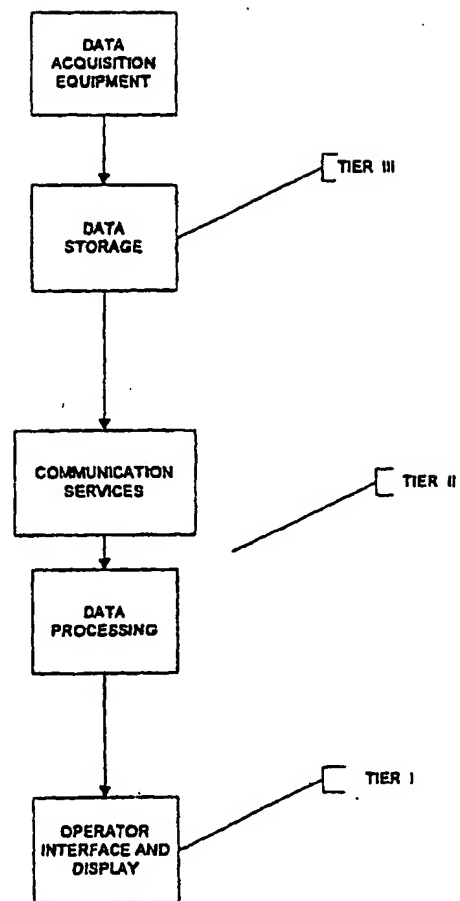 DATA
ACQUISITION
EQUIPMENT
TIER III
DATA
STORAGE
COMMUNICATION
SERVICES
TIER II
DATA
PROCESSING
TIER I
OPERATOR
INTERFACE AND
DISPLAY